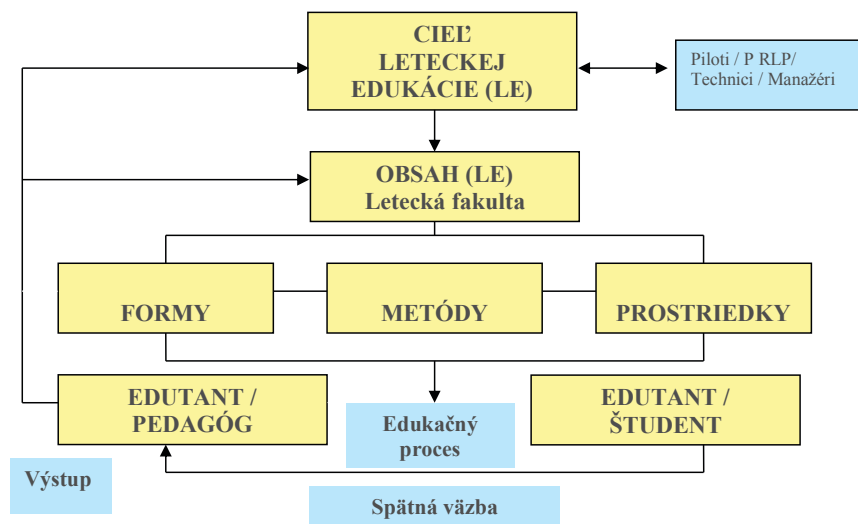 CIEĽ
LETECKEJ
EDUKÁCIE (LE)
Piloti / P RLP/
Technici / Manažéri
OBSAH (LE)
Letecká fakulta
FORMY
METÓDY
PROSTRIEDKY
EDUTANT /
PEDAGÓG
Edukačný
proces
EDUTANT /
ŠTUDENT
Výstup
Spätná väzba